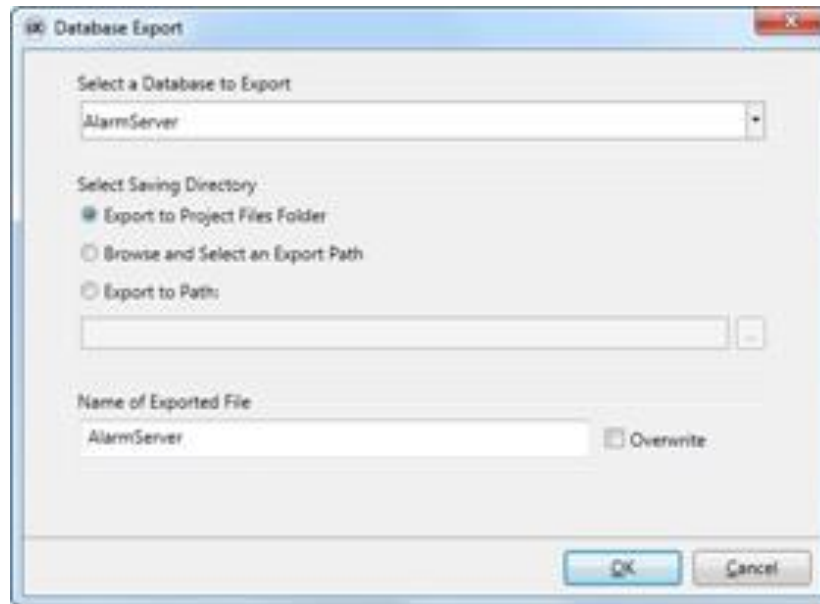 Database Export
Select a Database to Export
AlarmServer
Select Saving Directory
Export to Project Files Folder
Browse and Select an Export Path
Export to Path:
...
Name of Exported File
AlarmServer
Overwrite
OK
Cancel